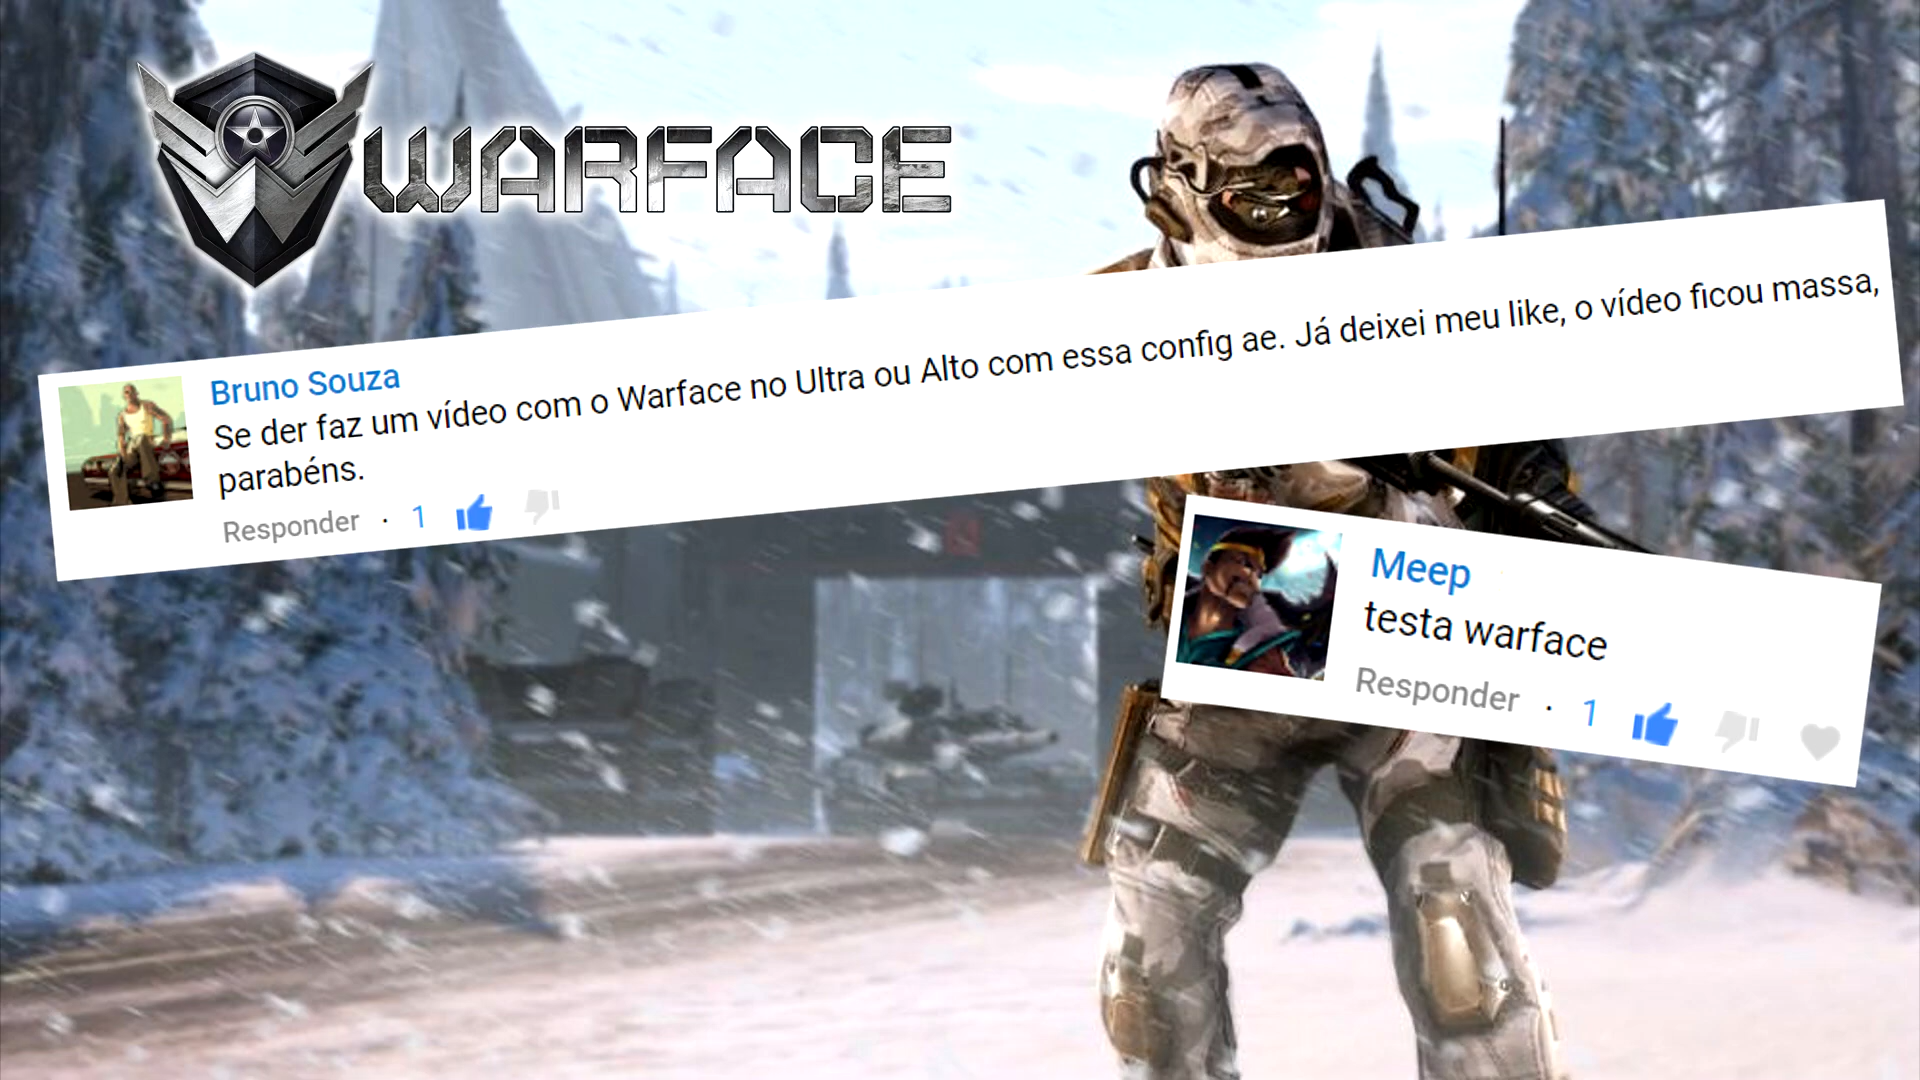 WARFACE
Bruno Souza
Se der faz um vídeo com o Warface no Ultra ou Alto com essa config ae. Já deixei meu like, o vídeo ficou massa,
parabéns.
Responder · 1
Meep
testa warface
Responder · 1